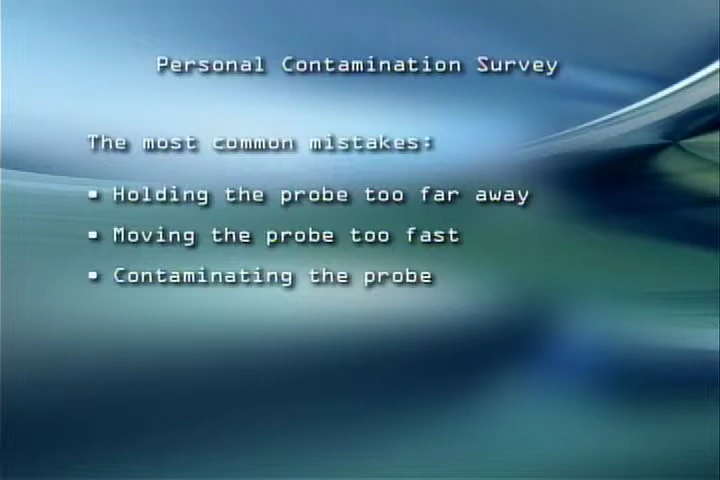 Personal Contamination Survey
The most common mistakes:
▪ Holding the probe too far away
▪ Moving the probe too fast
▪ Contaminating the probe